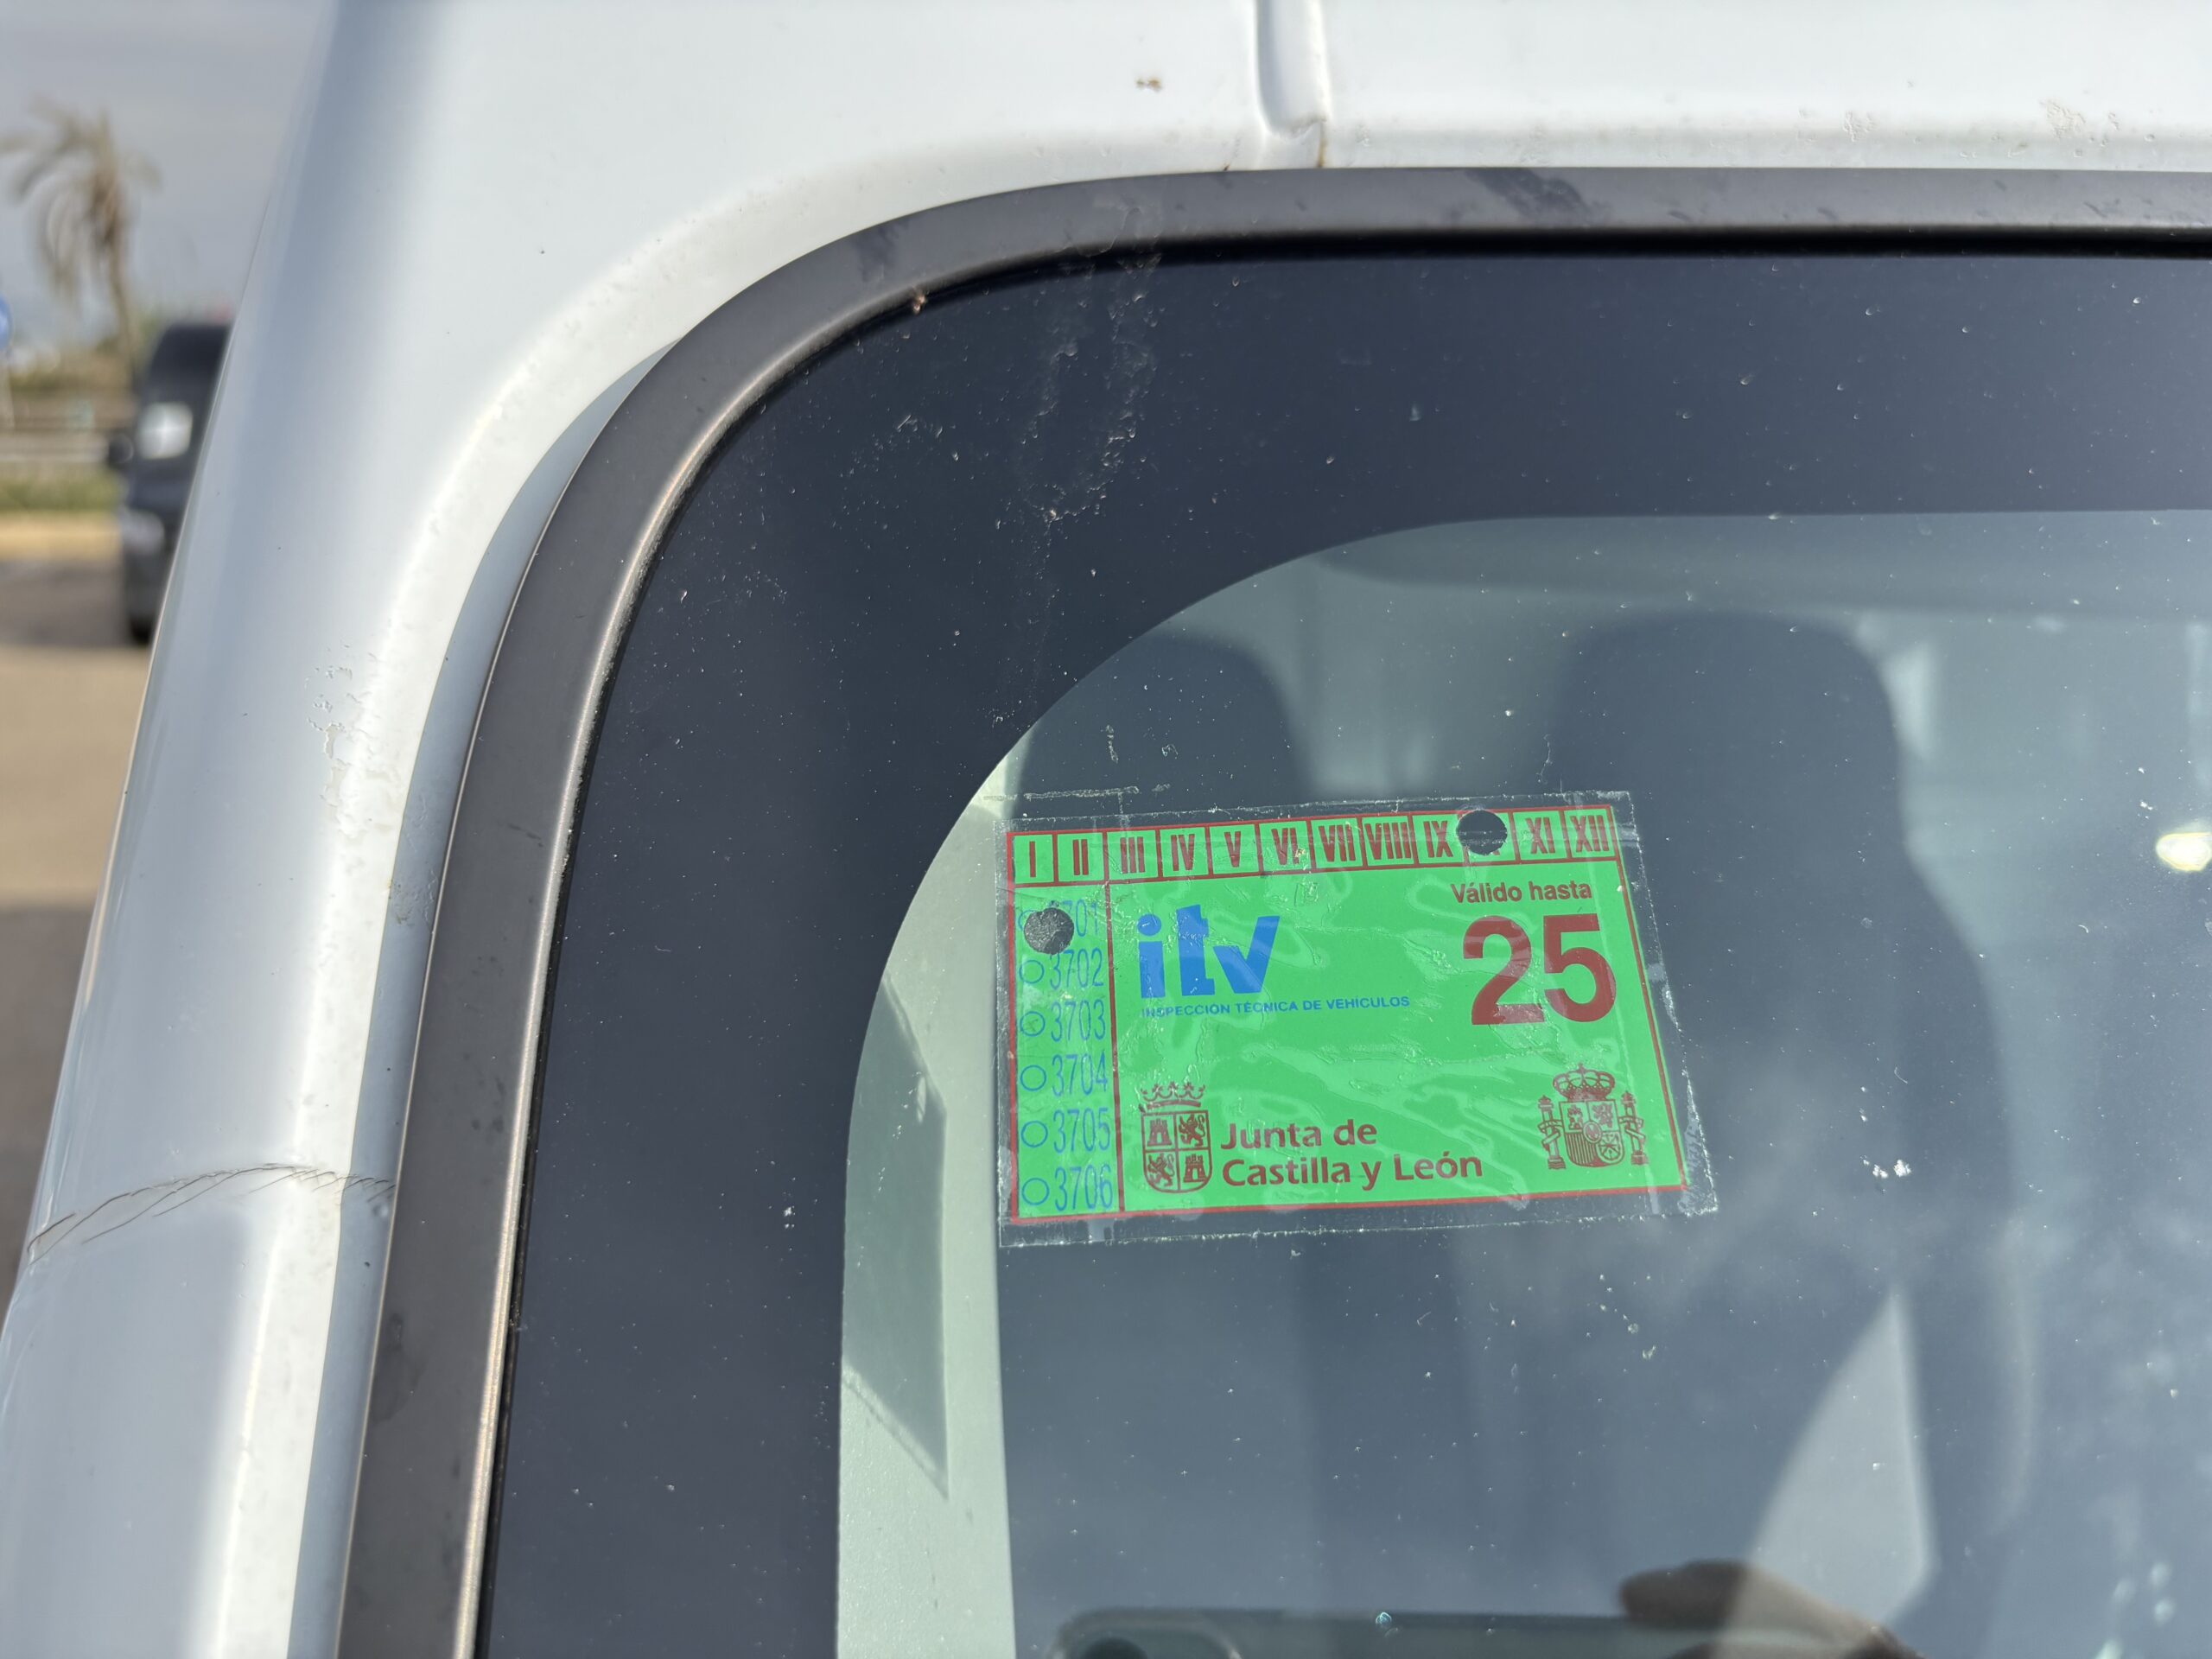 I II III IV V VI VII VIII IX XI XII
Válido hasta
itv
25
INSPECCIÓN TÉCNICA DE VEHÍCULOS
3702
3703
3704
3705
3706
Junta de
Castilla y León